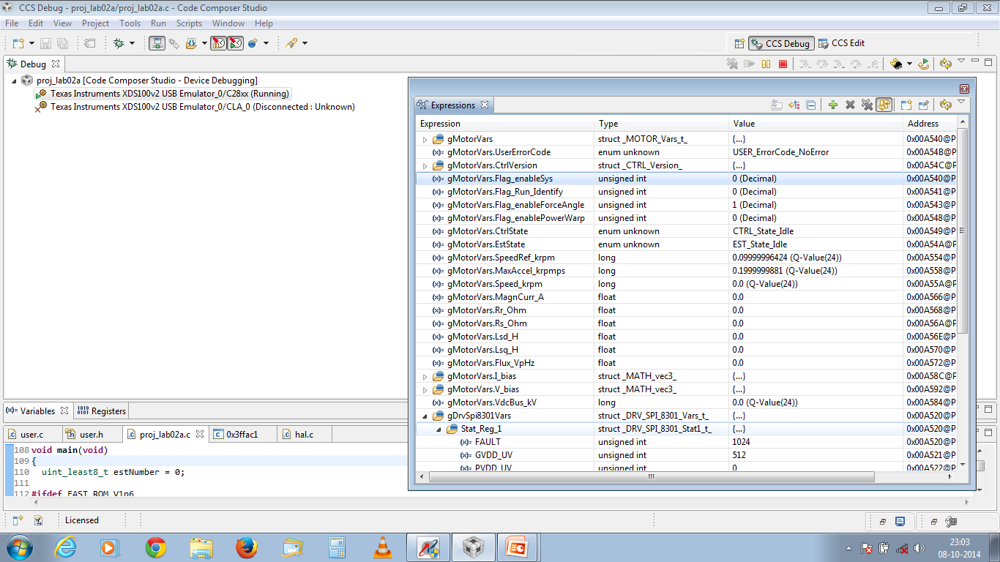 CCS Debug - proj_lab02a/proj_lab02a.c - Code Composer Studio
File Edit View Project Tools Run Scripts Window Help
CCS Debug CCS Edit
Debug
proj_lab02a [Code Composer Studio - Device Debugging]
Texas Instruments XDS100v2 USB Emulator_0/C28xx (Running)
Texas Instruments XDS100v2 USB Emulator_0/CLA_0 (Disconnected : Unknown)
Expressions
Expression Type Value Address
gMotorVars struct _MOTOR_Vars_t_ {...} 0x00A540@P
(x)= gMotorVars.UserErrorCode enum unknown USER_ErrorCode_NoError 0x00A54B@P
gMotorVars.CtrlVersion struct _CTRL_Version_ {...} 0x00A54C@P
(x)= gMotorVars.Flag_enableSys unsigned int 0 (Decimal) 0x00A540@P
(x)= gMotorVars.Flag_Run_Identify unsigned int 0 (Decimal) 0x00A541@P
(x)= gMotorVars.Flag_enableForceAngle unsigned int 1 (Decimal) 0x00A543@P
(x)= gMotorVars.Flag_enablePowerWarp unsigned int 0 (Decimal) 0x00A548@P
(x)= gMotorVars.CtrlState enum unknown CTRL_State_Idle 0x00A549@P
(x)= gMotorVars.EstState enum unknown EST_State_Idle 0x00A54A@P
(x)= gMotorVars.SpeedRef_krpm long 0.09999996424 (Q-Value(24)) 0x00A554@P
(x)= gMotorVars.MaxAccel_krpmps long 0.1999999881 (Q-Value(24)) 0x00A558@P
(x)= gMotorVars.Speed_krpm long 0.0 (Q-Value(24)) 0x00A55A@P
(x)= gMotorVars.MagnCurr_A float 0.0 0x00A566@P
(x)= gMotorVars.Rr_Ohm float 0.0 0x00A568@P
(x)= gMotorVars.Rs_Ohm float 0.0 0x00A56A@P
(x)= gMotorVars.Lsd_H float 0.0 0x00A56E@P
(x)= gMotorVars.Lsq_H float 0.0 0x00A570@P
(x)= gMotorVars.Flux_VpHz float 0.0 0x00A572@P
gMotorVars.I_bias struct _MATH_vec3_ {...} 0x00A58C@P
gMotorVars.V_bias struct _MATH_vec3_ {...} 0x00A592@P
(x)= gMotorVars.VdcBus_kV long 0.0 (Q-Value(24)) 0x00A584@P
gDrvSpi8301Vars struct _DRV_SPI_8301_Vars_t_ {...} 0x00A520@P
Stat_Reg_1 struct _DRV_SPI_8301_Stat1_t_ {...} 0x00A520@P
(x)= FAULT unsigned int 1024 0x00A520@P
(x)= GVDD_UV unsigned int 512 0x00A521@P
(x)= PVDD_UV unsigned int 0 0x00A522@P
(x)= Variables 1010 0101 Registers
user.c user.h proj_lab02a.c 0x3ffac1 hal.c
108 void main(void)
109 {
110 uint_least8_t estNumber = 0;
111
112 #ifdef FAST_ROM_V1p6
Licensed
23:03
08-10-2014